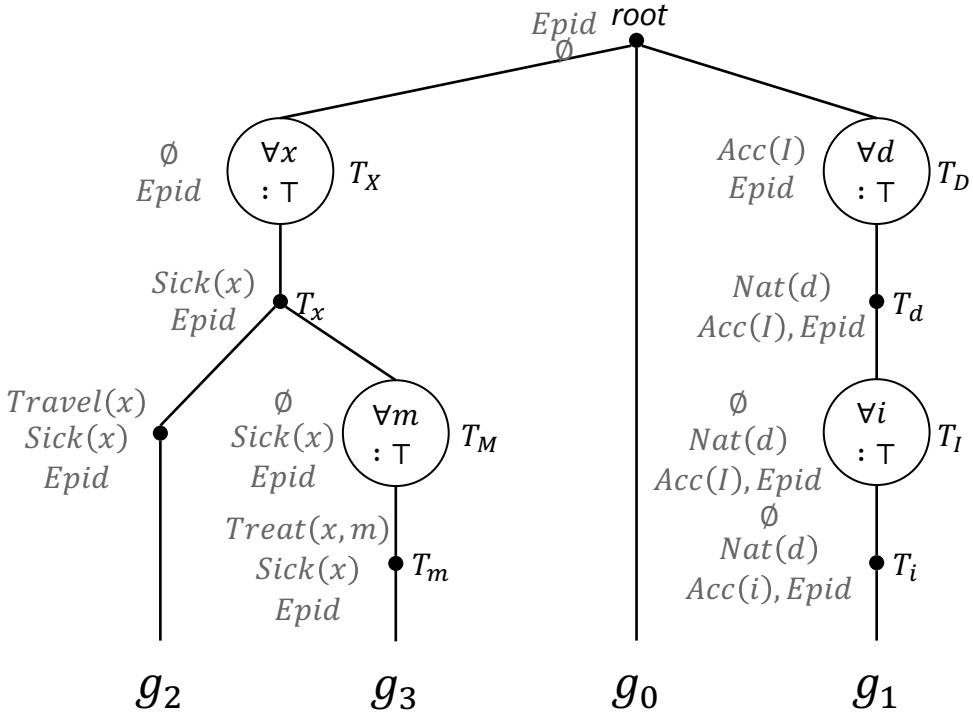 Epid
∅
root
∅
Epid
∀x
: ⊤
T_X
Acc(I)
Epid
∀d
: ⊤
T_D
Sick(x)
Epid
T_x
Nat(d)
Acc(I), Epid
T_d
Travel(x)
Sick(x)
Epid
∅
Sick(x)
Epid
∀m
: ⊤
T_M
∅
Nat(d)
Acc(I), Epid
∀i
: ⊤
T_I
Treat(x, m)
Sick(x)
Epid
T_m
∅
Nat(d)
Acc(i), Epid
T_i
g_2
g_3
g_0
g_1